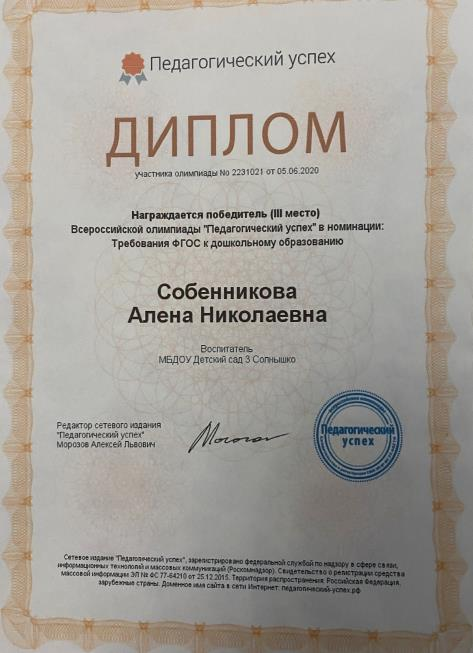 Педагогический успех
ДИПЛОМ
участника олимпиады No 2231021 от 05.06.2020
Награждается победитель (III место)
Всероссийской олимпиады "Педагогический успех" в номинации:
Требования ФГОС к дошкольному образованию
Собенникова
Алена Николаевна
Воспитатель
МБДОУ Детский сад 3 Солнышко
Редактор сетевого издания
"Педагогический успех"
Морозов Алексей Львович
Педагогический
успех
Сетевое издание "Педагогический успех", зарегистрировано федеральной службой по надзору в сфере связи,
информационных технологий и массовых коммуникаций (Роскомнадзор). Свидетельство о регистрации средства
массовой информации ЭЛ № ФС 77-64210 от 25.12.2015. Территория распространения: Российская Федерация,
зарубежные страны. Доменное имя сайта в сети Интернет: педагогический-успех.рф